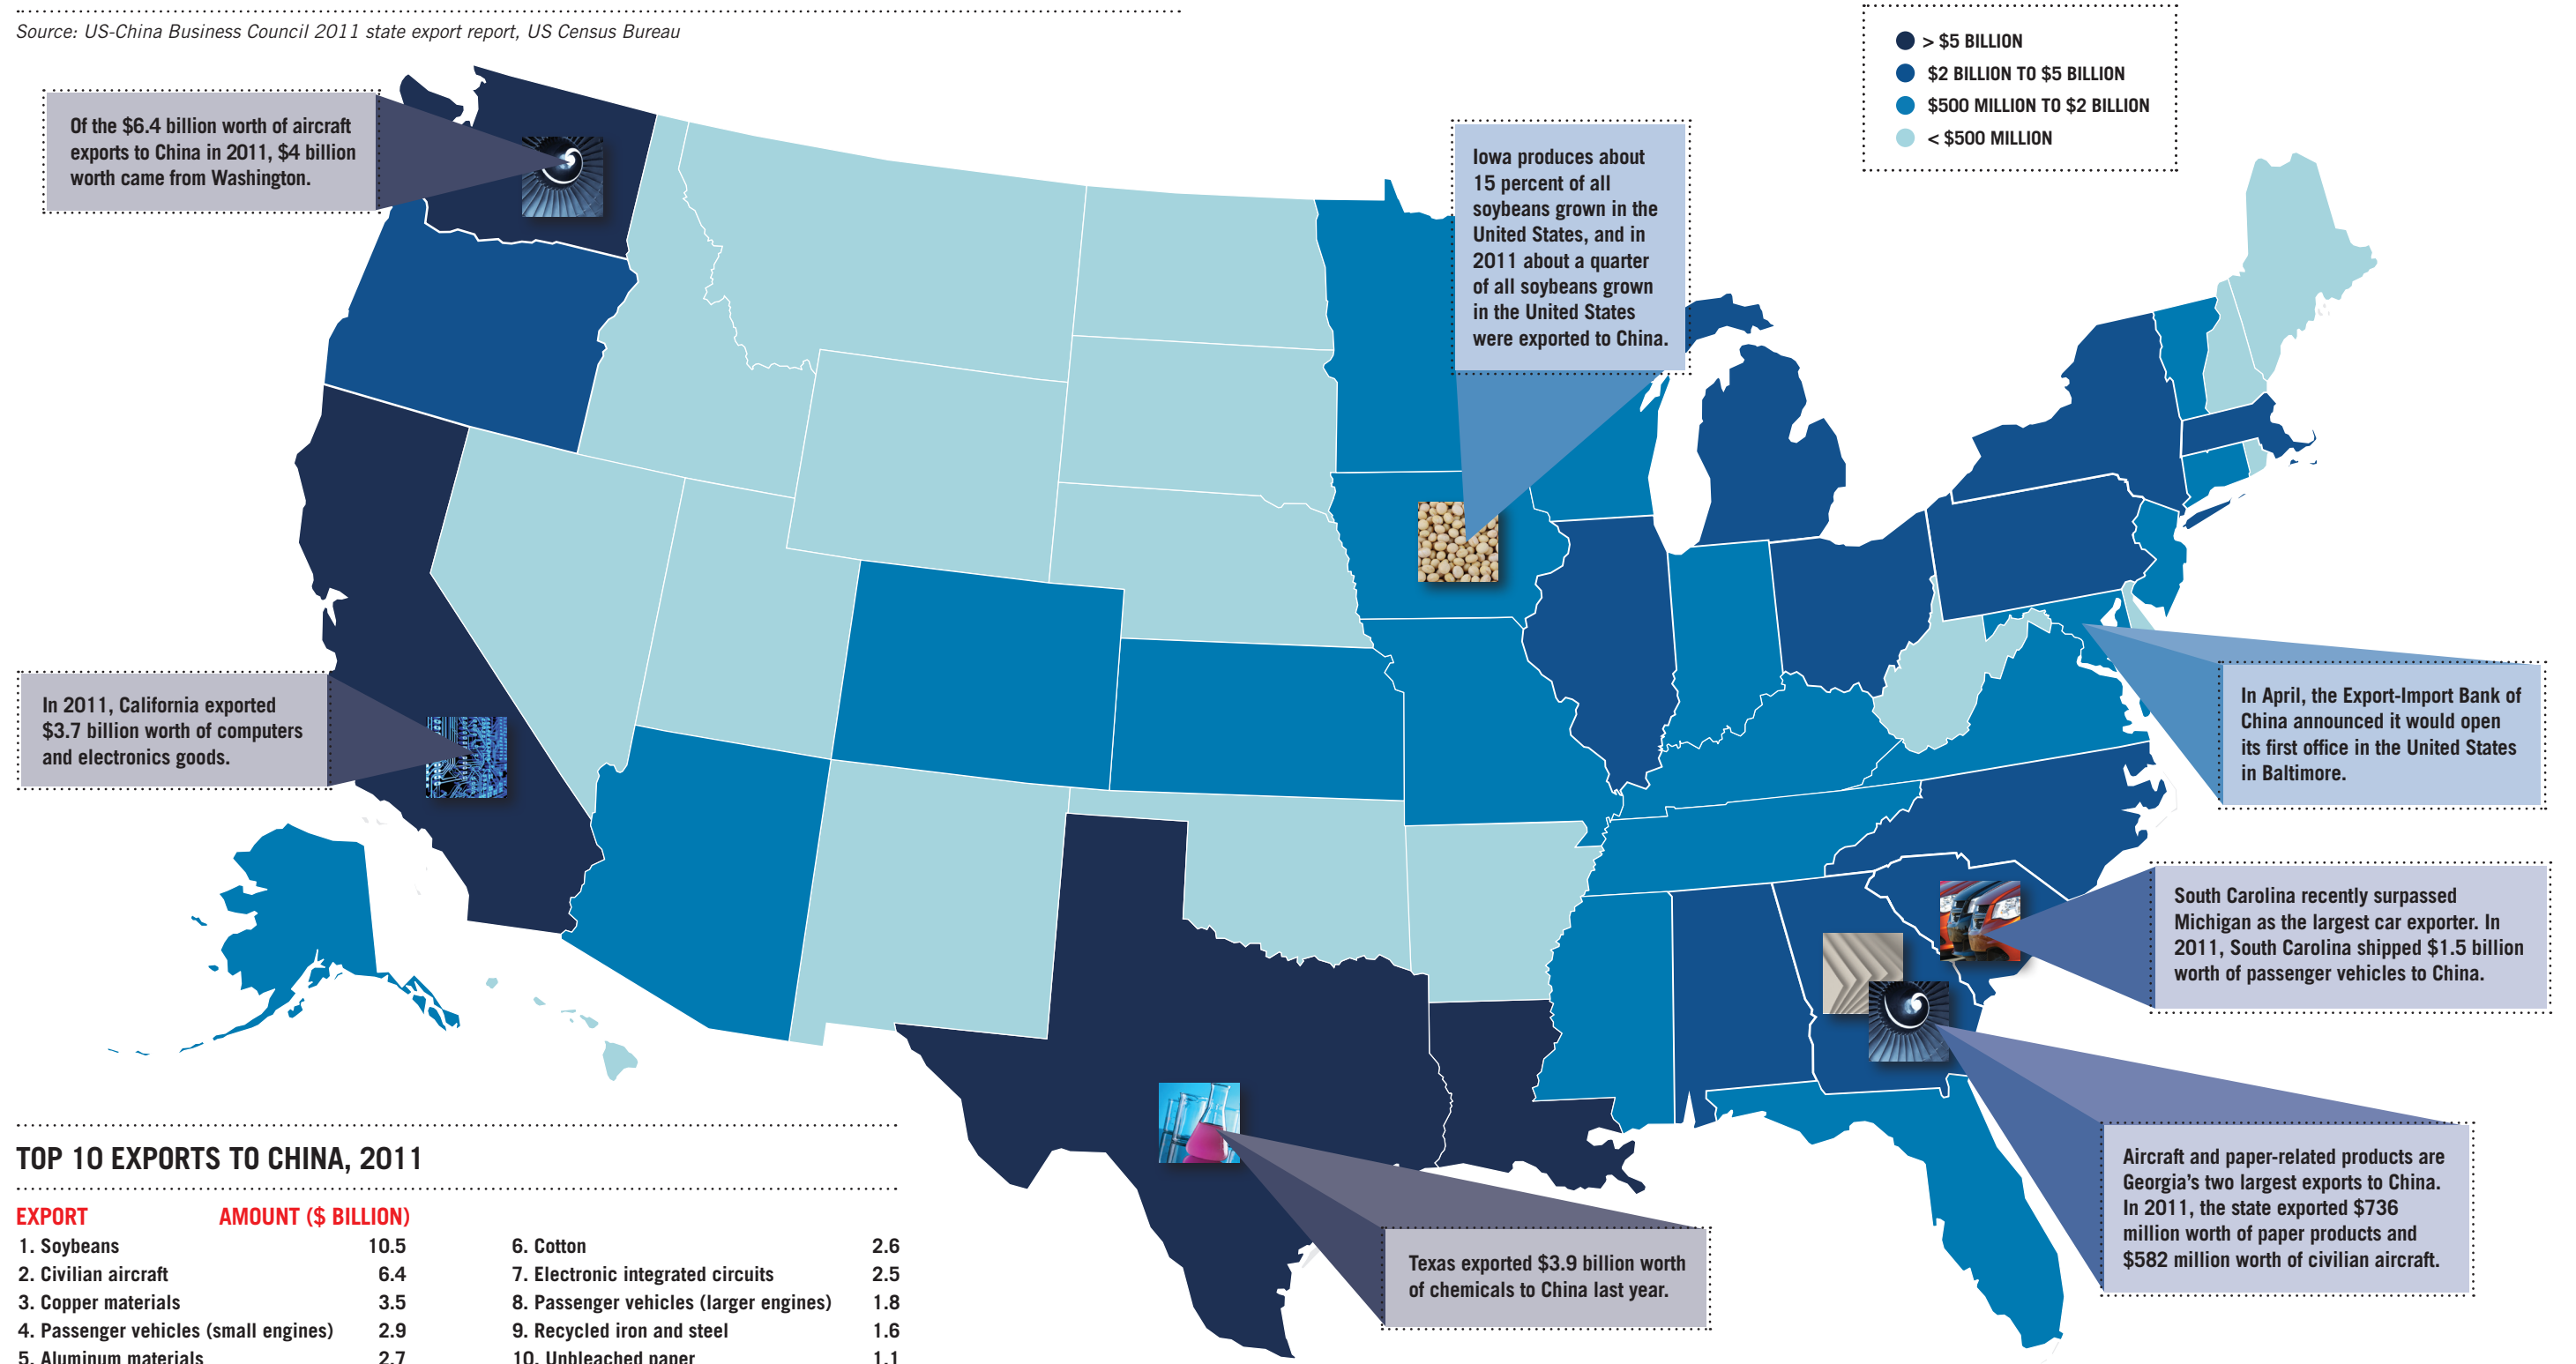 Source: US-China Business Council 2011 state export report, US Census Bureau
> $5 BILLION
$2 BILLION TO $5 BILLION
$500 MILLION TO $2 BILLION
< $500 MILLION
Of the $6.4 billion worth of aircraft
exports to China in 2011, $4 billion
worth came from Washington.
Iowa produces about
15 percent of all
soybeans grown in the
United States, and in
2011 about a quarter
of all soybeans grown
in the United States
were exported to China.
In 2011, California exported
$3.7 billion worth of computers
and electronics goods.
In April, the Export-Import Bank of
China announced it would open
its first office in the United States
in Baltimore.
South Carolina recently surpassed
Michigan as the largest car exporter. In
2011, South Carolina shipped $1.5 billion
worth of passenger vehicles to China.
Aircraft and paper-related products are
Georgia's two largest exports to China.
In 2011, the state exported $736
million worth of paper products and
$582 million worth of civilian aircraft.
Texas exported $3.9 billion worth
of chemicals to China last year.
TOP 10 EXPORTS TO CHINA, 2011
EXPORT AMOUNT ($ BILLION)
1. Soybeans 10.5
2. Civilian aircraft 6.4
3. Copper materials 3.5
4. Passenger vehicles (small engines) 2.9
5. Aluminum materials 2.7
6. Cotton 2.6
7. Electronic integrated circuits 2.5
8. Passenger vehicles (larger engines) 1.8
9. Recycled iron and steel 1.6
10. Unbleached paper 1.1